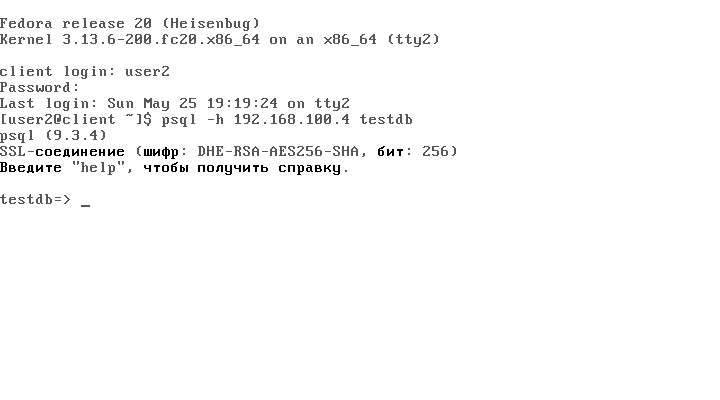 Fedora release 20 (Heisenbug)
Kernel 3.13.6-200.fc20.x86_64 on an x86_64 (tty2)
client login: user2
Password:
Last login: Sun May 25 19:19:24 on tty2
[user2@client ~]$ psql -h 192.168.100.4 testdb
psql (9.3.4)
SSL-соединение (шифр: DHE-RSA-AES256-SHA, бит: 256)
Введите "help", чтобы получить справку.
testdb=> _